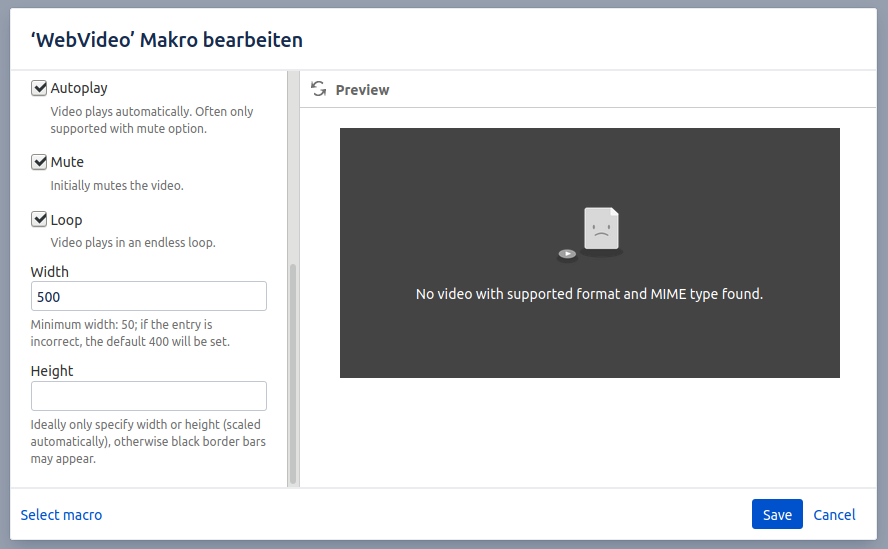 ‘WebVideo’ Makro bearbeiten
Autoplay
Video plays automatically. Often only
supported with mute option.
Mute
Initially mutes the video.
Loop
Video plays in an endless loop.
Width
500
Minimum width: 50; if the entry is
incorrect, the default 400 will be set.
Height
Ideally only specify width or height (scaled
automatically), otherwise black border bars
may appear.
Preview
No video with supported format and MIME type found.
Select macro
Save
Cancel